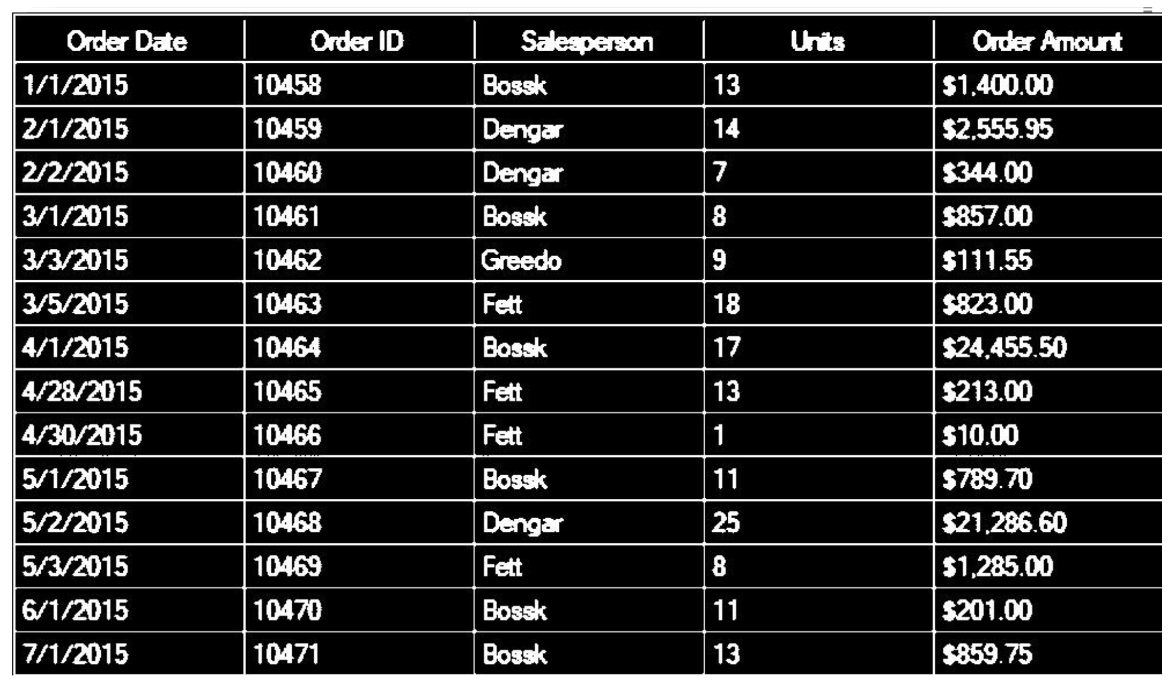 Order Date Order ID Salesperson Units Order Amount
1/1/2015 10458 Bossk 13 $1,400.00
2/1/2015 10459 Dengar 14 $2,555.95
2/2/2015 10460 Dengar 7 $344.00
3/1/2015 10461 Bossk 8 $857.00
3/3/2015 10462 Greedo 9 $111.55
3/5/2015 10463 Fett 18 $823.00
4/1/2015 10464 Bossk 17 $24,455.50
4/28/2015 10465 Fett 13 $213.00
4/30/2015 10466 Fett 1 $10.00
5/1/2015 10467 Bossk 11 $789.70
5/2/2015 10468 Dengar 25 $21,286.60
5/3/2015 10469 Fett 8 $1,285.00
6/1/2015 10470 Bossk 11 $201.00
7/1/2015 10471 Bossk 13 $859.75